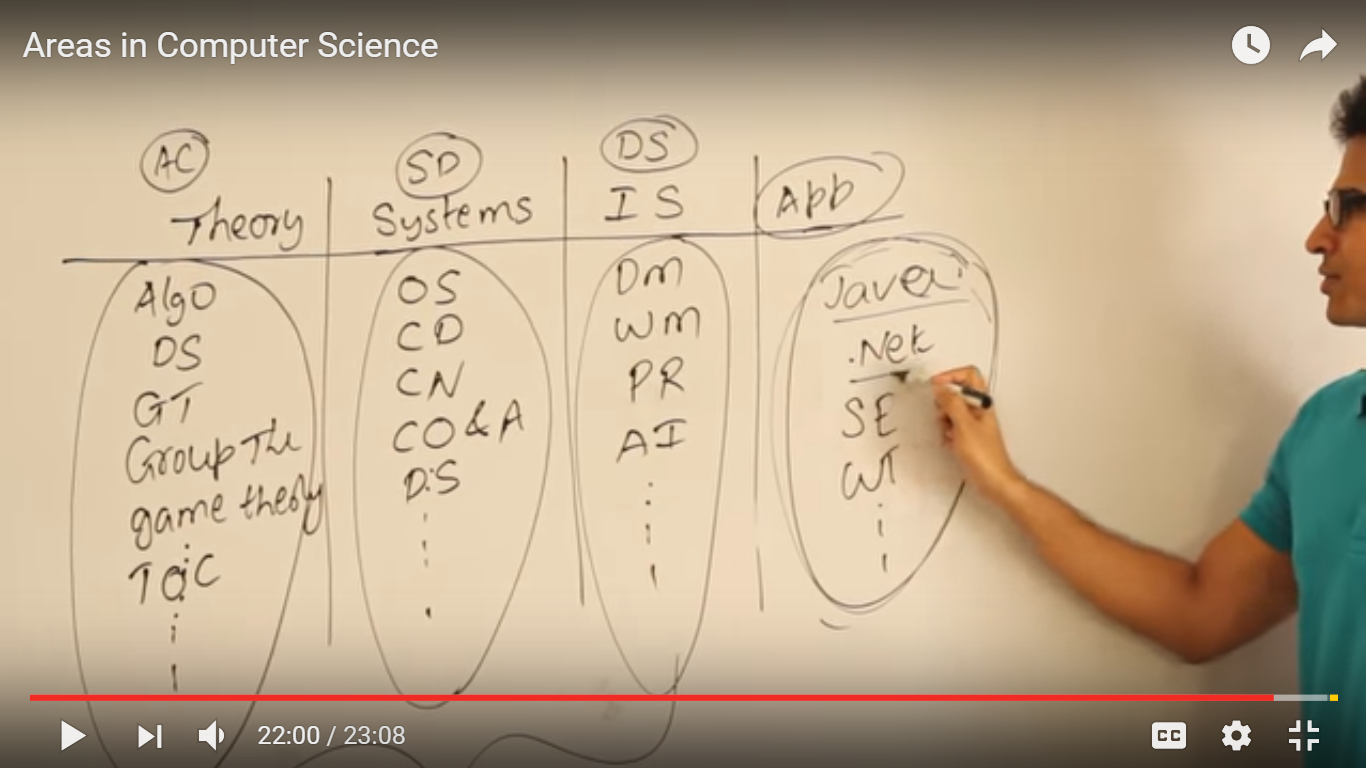 Areas in Computer Science
AC
Theory
Algo
DS
GT
Group The
game theory
TOC
SD
Systems
OS
CD
CN
CO & A
D.S
DS
IS
DM
WM
PR
AI
App
Java
.Net
SE
WT
22:00 / 23:08
CC